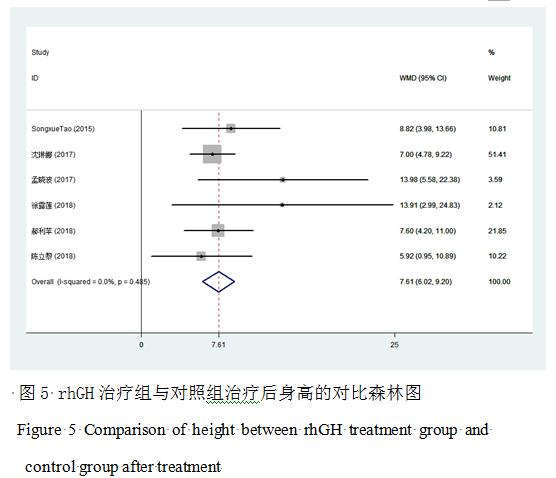 Study %
ID WMD (95% CI) Weight
SongxueTao (2015) 8.82 (3.98, 13.66) 10.81
沈琳娜 (2017) 7.00 (4.78, 9.22) 51.41
孟晓波 (2017) 13.98 (5.58, 22.38) 3.59
徐露莲 (2018) 13.91 (2.99, 24.83) 2.12
郝利苹 (2018) 7.60 (4.20, 11.00) 21.85
陈立黎 (2018) 5.92 (0.95, 10.89) 10.22
Overall (I-squared = 0.0%, p = 0.485) 7.61 (6.02, 9.20) 100.00
0 7.61 25
图 5 rhGH 治疗组与对照组治疗后身高的对比森林图
Figure 5 Comparison of height between rhGH treatment group and
control group after treatment